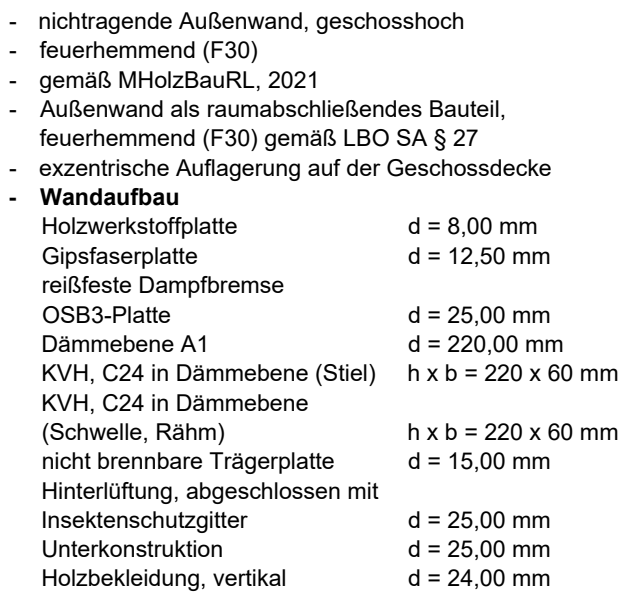 - nichtragende Außenwand, geschosshoch
- feuerhemmend (F30)
- gemäß MHolzBauRL, 2021
- Außenwand als raumabschließendes Bauteil,
feuerhemmend (F30) gemäß LBO SA § 27
- exzentrische Auflagerung auf der Geschossdecke
- Wandaufbau
Holzwerkstoffplatte d = 8,00 mm
Gipsfaserplatte d = 12,50 mm
reißfeste Dampfbremse
OSB3-Platte d = 25,00 mm
Dämmebene A1 d = 220,00 mm
KVH, C24 in Dämmebene (Stiel) h x b = 220 x 60 mm
KVH, C24 in Dämmebene
(Schwelle, Rähm) h x b = 220 x 60 mm
nicht brennbare Trägerplatte d = 15,00 mm
Hinterlüftung, abgeschlossen mit
Insektenschutzgitter d = 25,00 mm
Unterkonstruktion d = 25,00 mm
Holzbekleidung, vertikal d = 24,00 mm